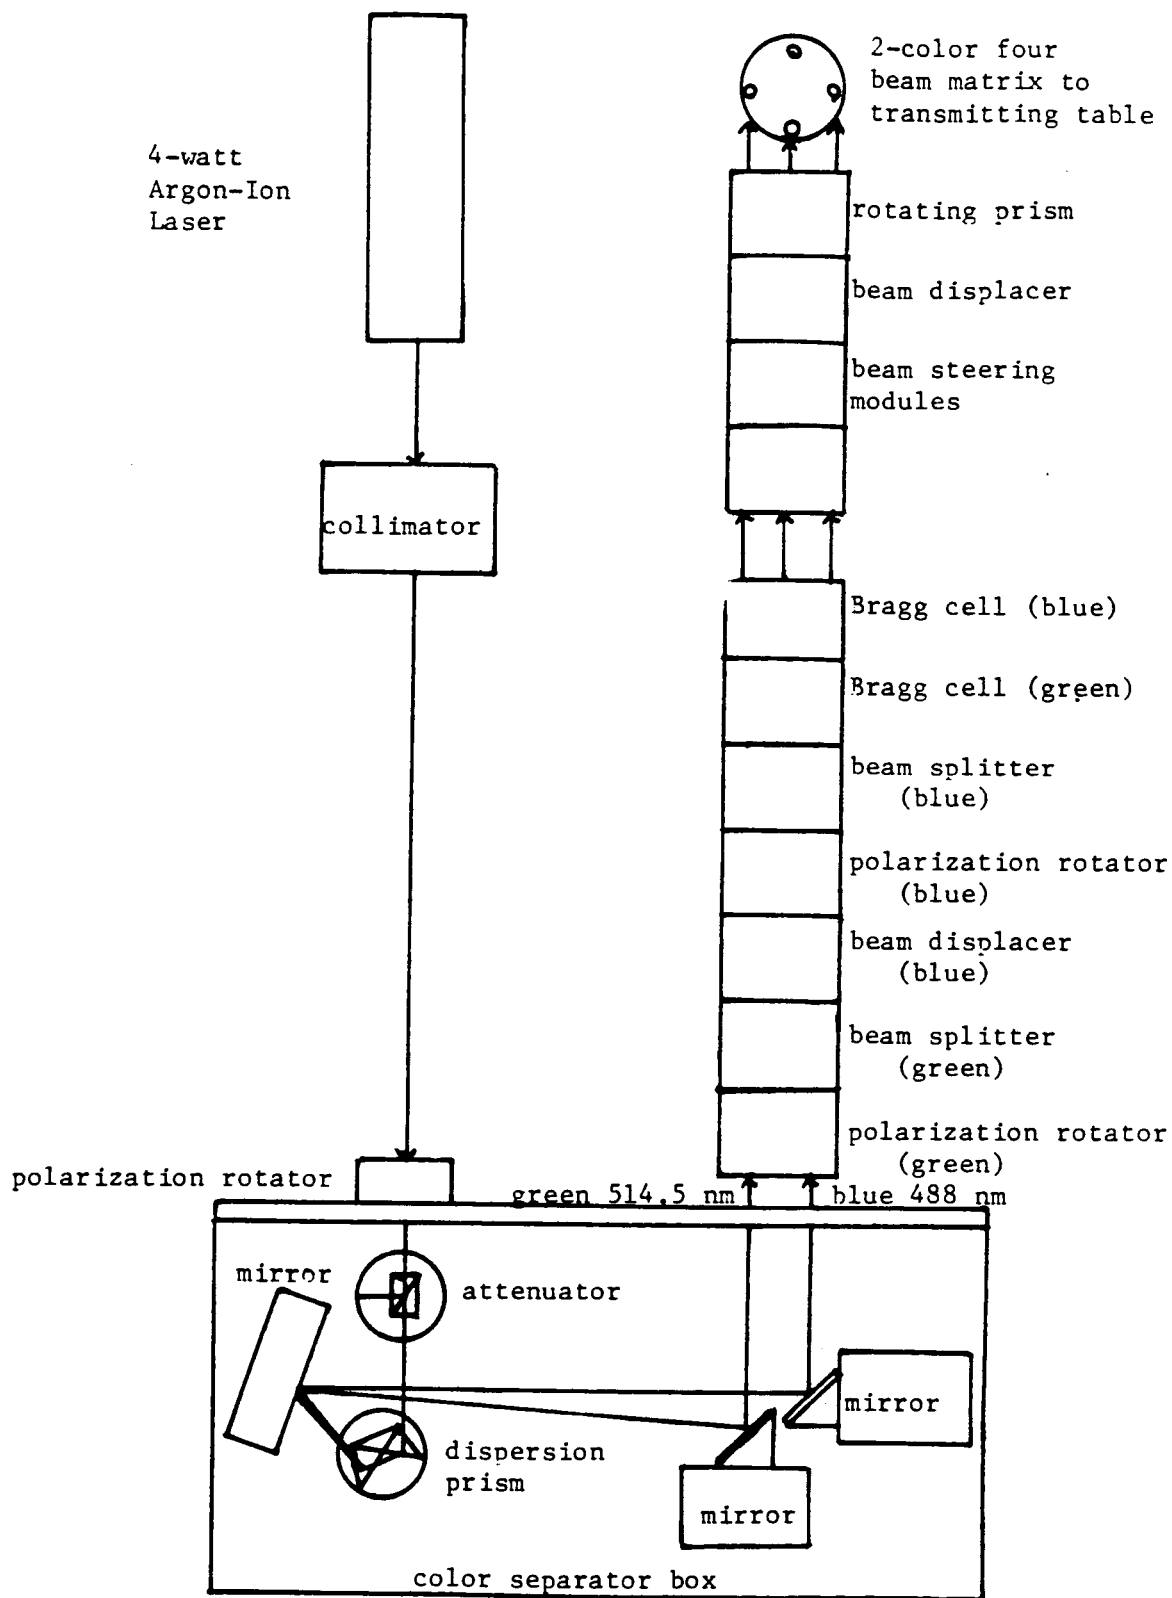 4-watt
Argon-Ion
Laser
2-color four
beam matrix to
transmitting table
rotating prism
beam displacer
beam steering
modules
collimator
Bragg cell (blue)
Bragg cell (green)
beam splitter
(blue)
polarization rotator
(blue)
beam displacer
(blue)
beam splitter
(green)
polarization rotator
(green)
polarization rotator
green 514.5 nm
blue 488 nm
mirror
attenuator
mirror
dispersion
prism
mirror
color separator box